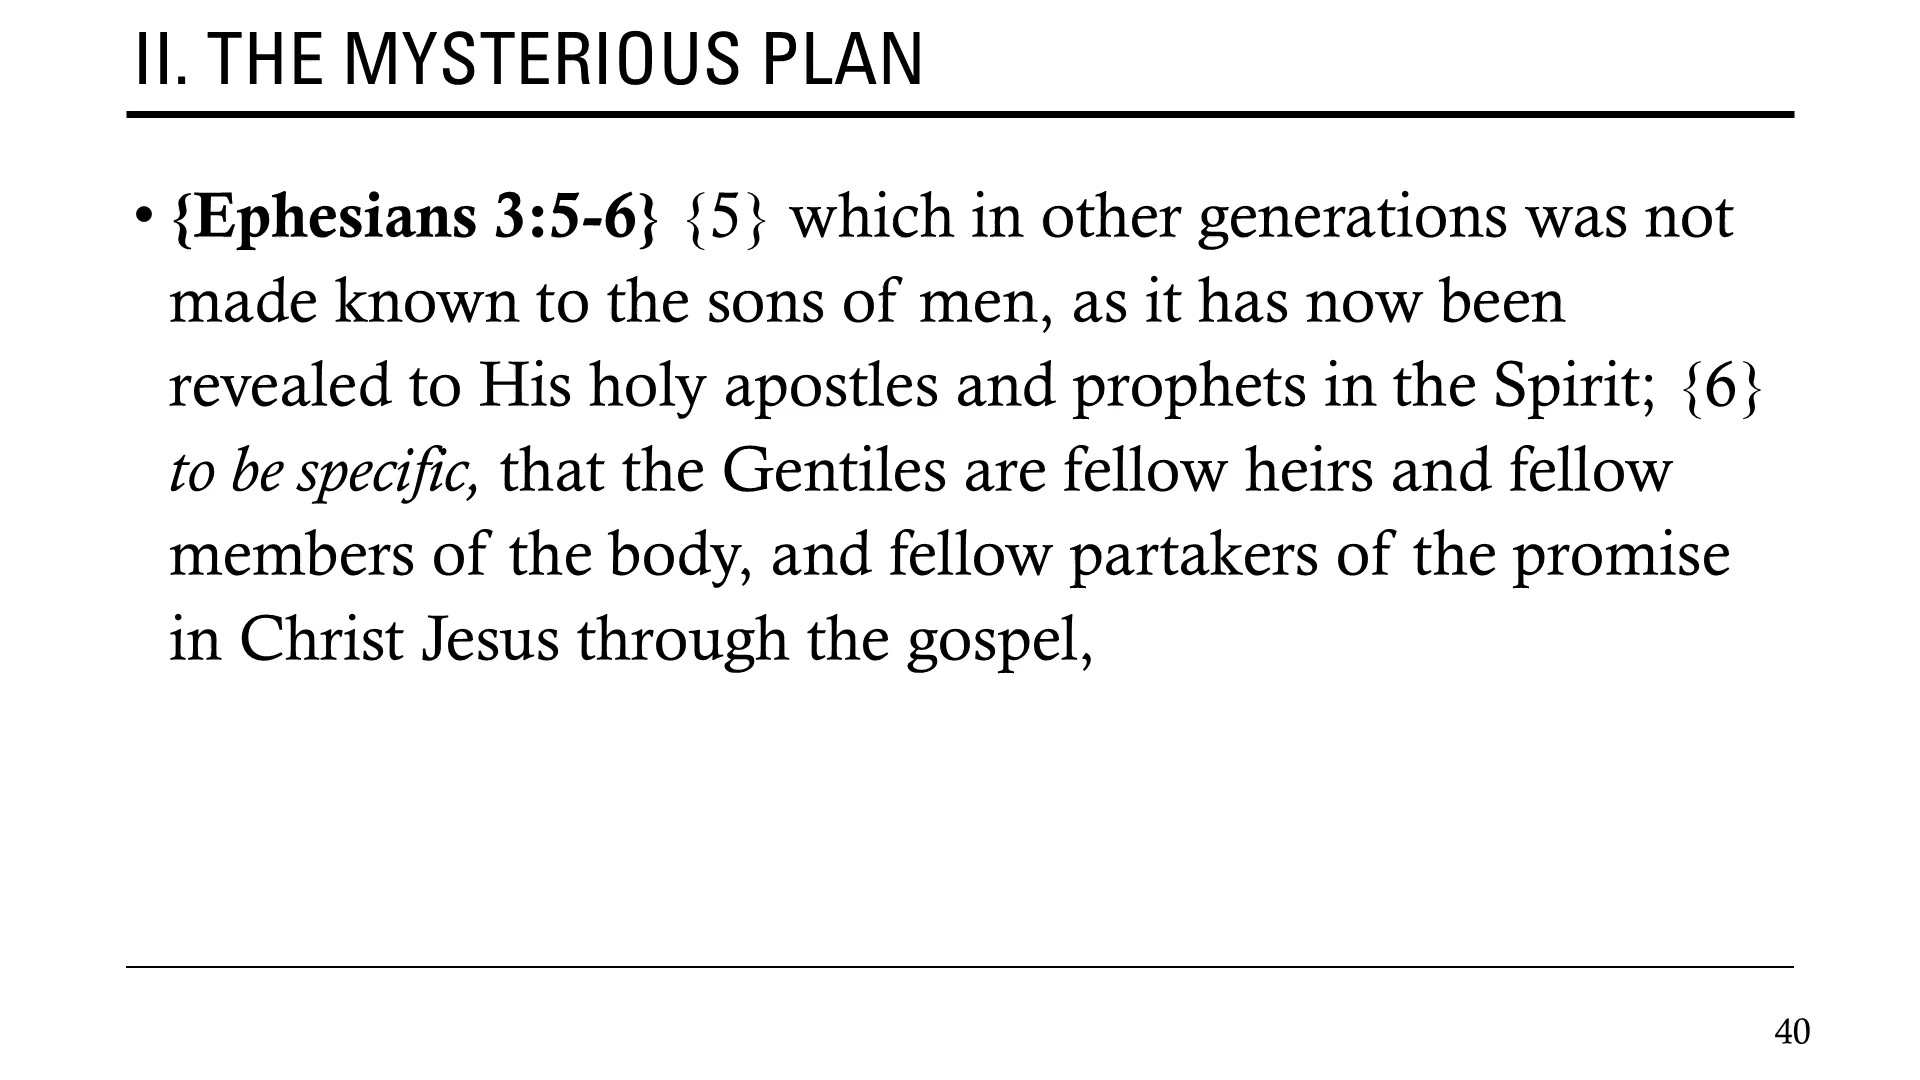 II. THE MYSTERIOUS PLAN
• {Ephesians 3:5-6} {5} which in other generations was not
made known to the sons of men, as it has now been
revealed to His holy apostles and prophets in the Spirit; {6}
to be specific, that the Gentiles are fellow heirs and fellow
members of the body, and fellow partakers of the promise
in Christ Jesus through the gospel,
40